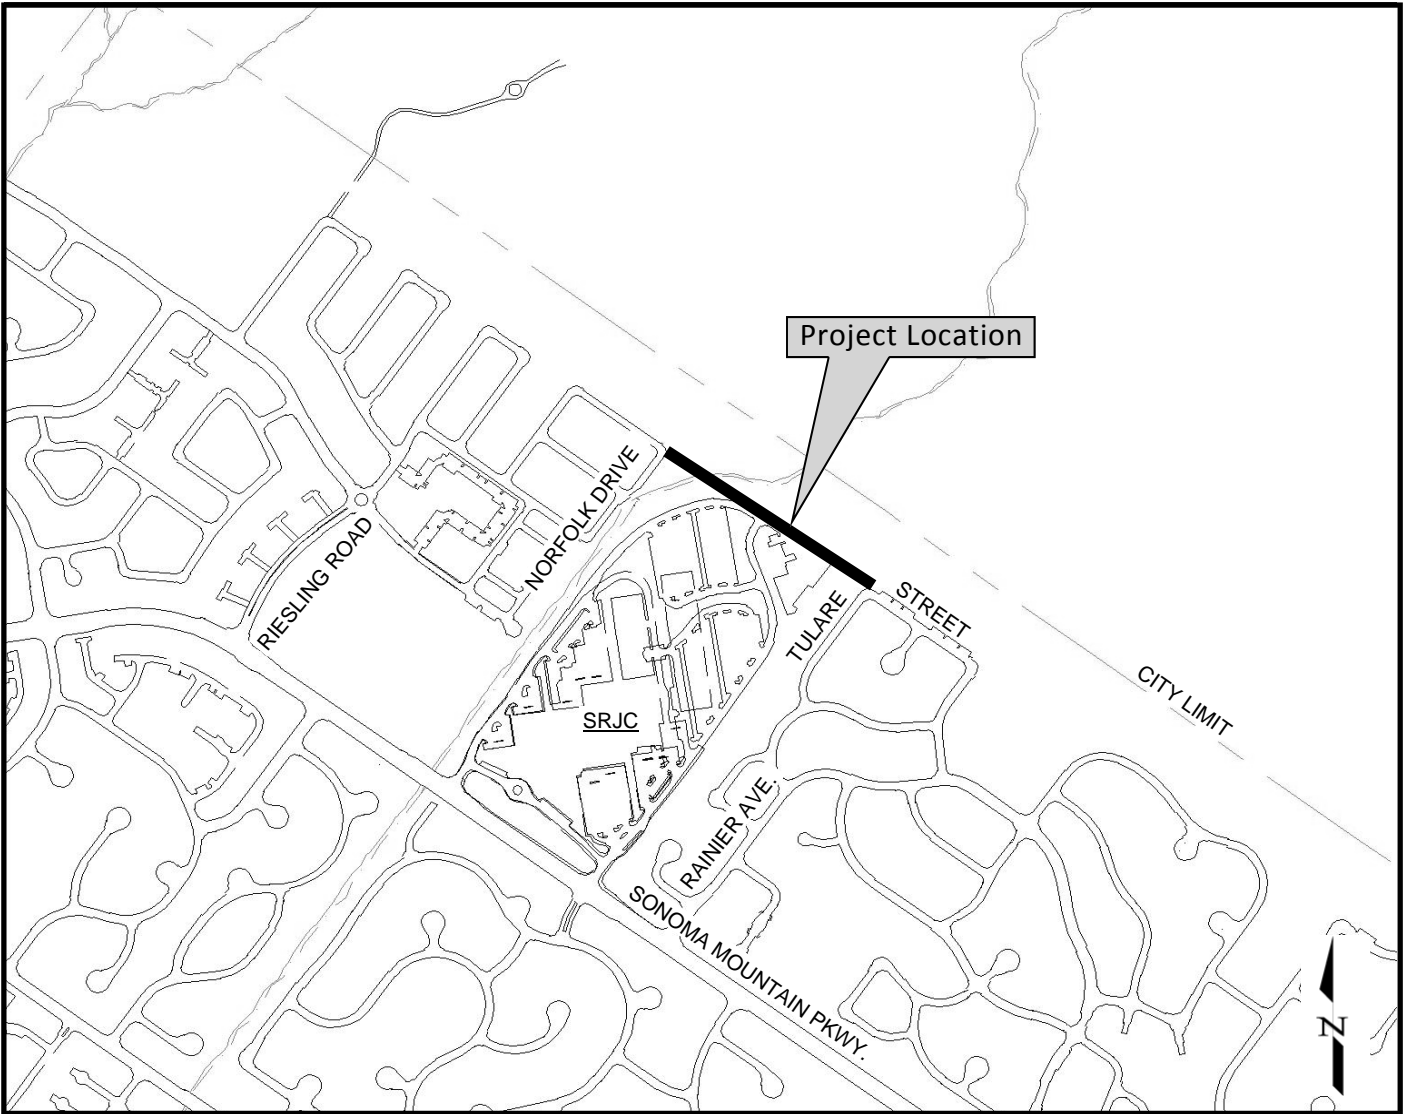 Project Location
NORFOLK DRIVE
RIESLING ROAD
STREET
TULARE
CITY LIMIT
SRJC
RAINIER AVE.
SONOMA MOUNTAIN PKWY.
N